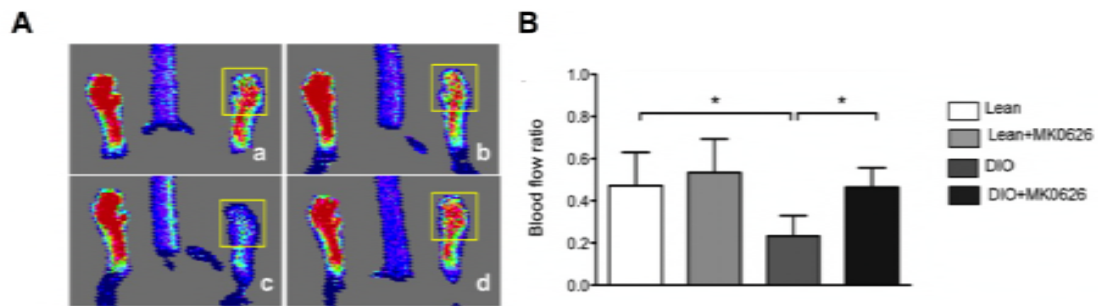 A
a
b
c
d
B
Blood flow ratio
1.0
0.8
0.6
0.4
0.2
0.0
*
*
Lean
Lean+MK0626
DIO
DIO+MK0626